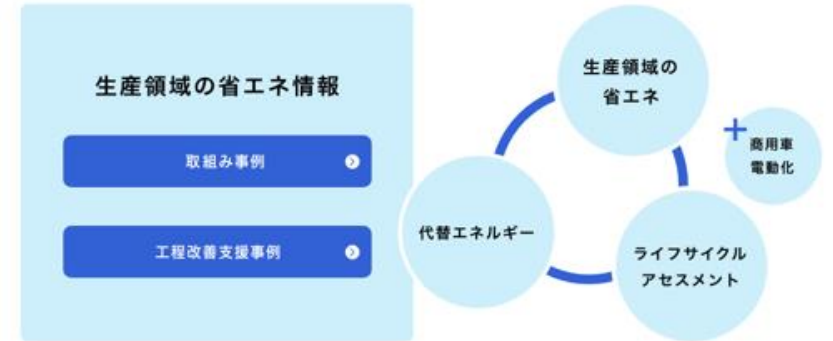 生産領域の省エネ情報
取組み事例
工程改善支援事例
生産領域の
省エネ
+
商用車
電動化
代替エネルギー
ライフサイクル
アセスメント